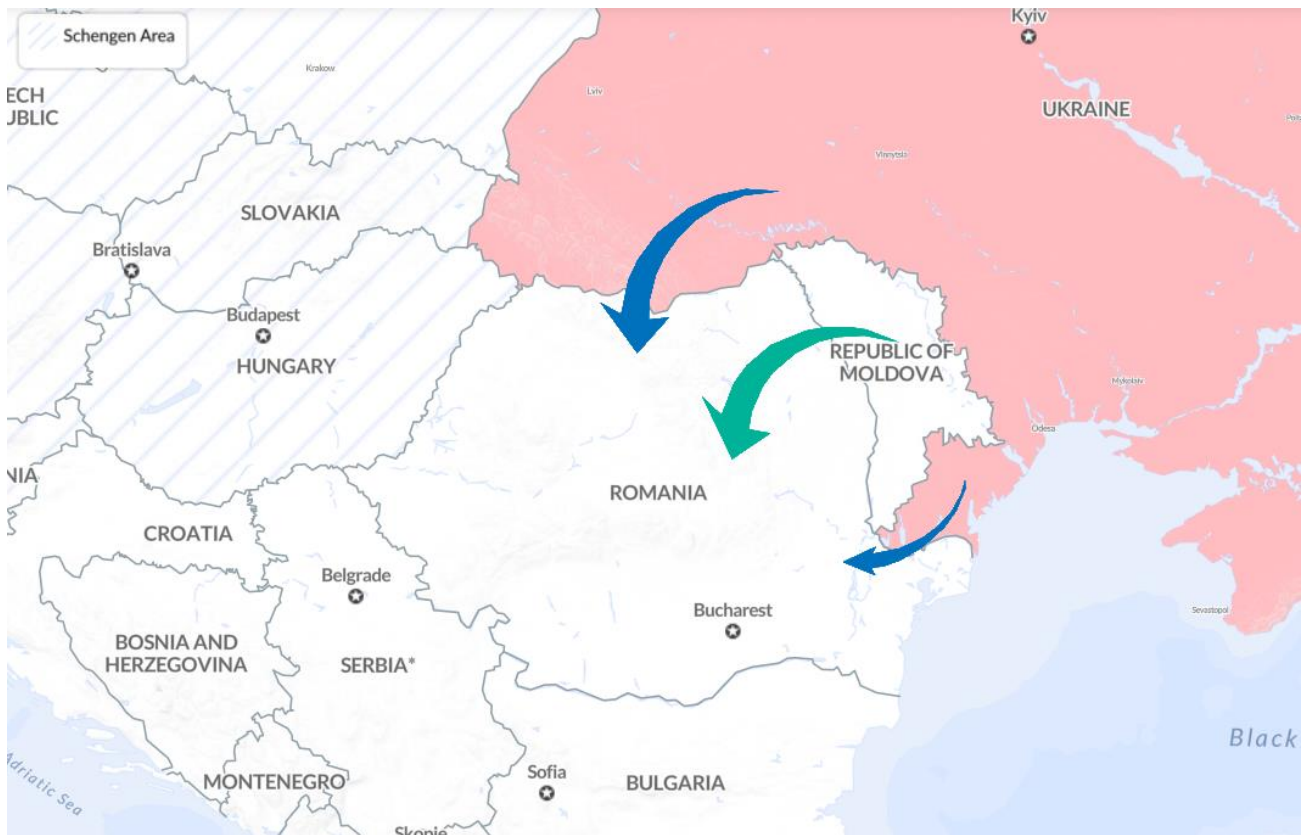 Schengen Area
Kyiv
Krakow
Lviv
ECH
UBLIC
UKRAINE
Vinnytsia
SLOVAKIA
Bratislava
Budapest
HUNGARY
REPUBLIC OF
MOLDOVA
Mykolaiv
Odesa
NIA
ROMANIA
CROATIA
Belgrade
Bucharest
Sevastopol
BOSNIA AND
HERZEGOVINA
SERBIA*
Black
Adriatic Sea
MONTENEGRO
Sofia
BULGARIA
Skopje